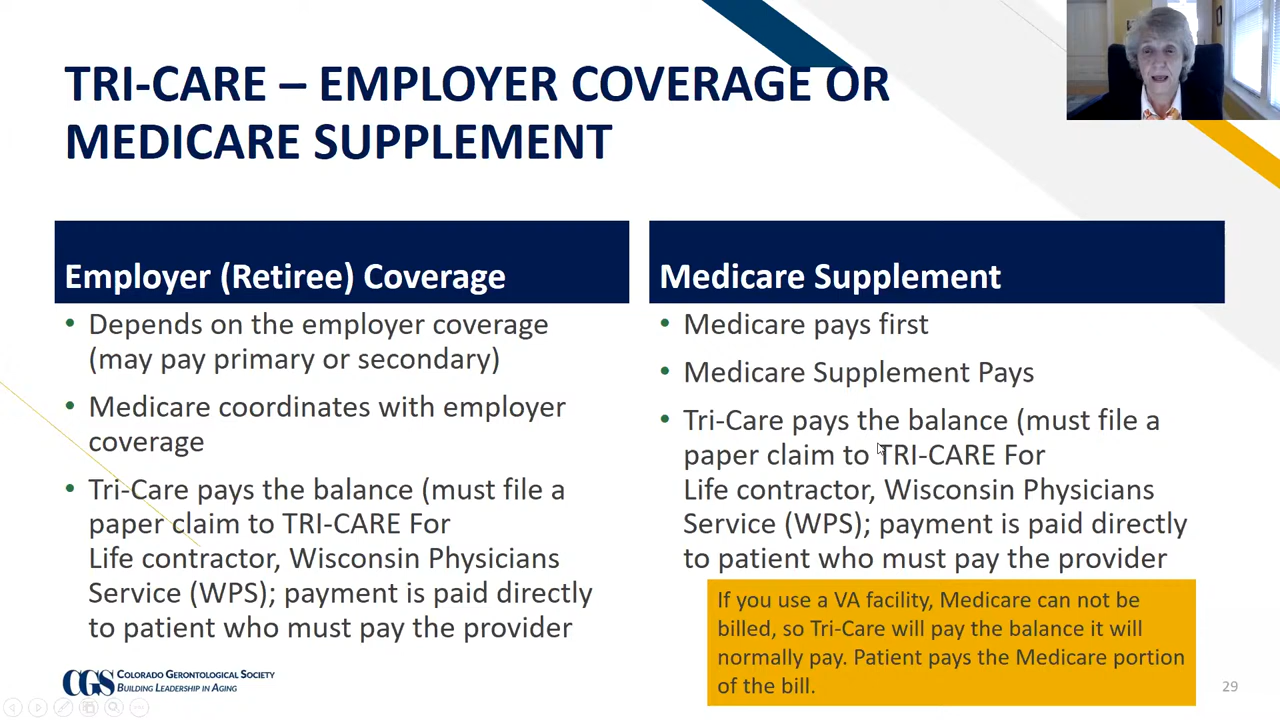 TRI-CARE – EMPLOYER COVERAGE OR
MEDICARE SUPPLEMENT
Employer (Retiree) Coverage
• Depends on the employer coverage
(may pay primary or secondary)
• Medicare coordinates with employer
coverage
• Tri-Care pays the balance (must file a
paper claim to TRI-CARE For
Life contractor, Wisconsin Physicians
Service (WPS); payment is paid directly
to patient who must pay the provider
Medicare Supplement
• Medicare pays first
• Medicare Supplement Pays
• Tri-Care pays the balance (must file a
paper claim to TRI-CARE For
Life contractor, Wisconsin Physicians
Service (WPS); payment is paid directly
to patient who must pay the provider
If you use a VA facility, Medicare can not be
billed, so Tri-Care will pay the balance it will
normally pay. Patient pays the Medicare portion
of the bill.
CGS
COLORADO GERONTOLOGICAL SOCIETY
BUILDING LEADERSHIP IN AGING
29